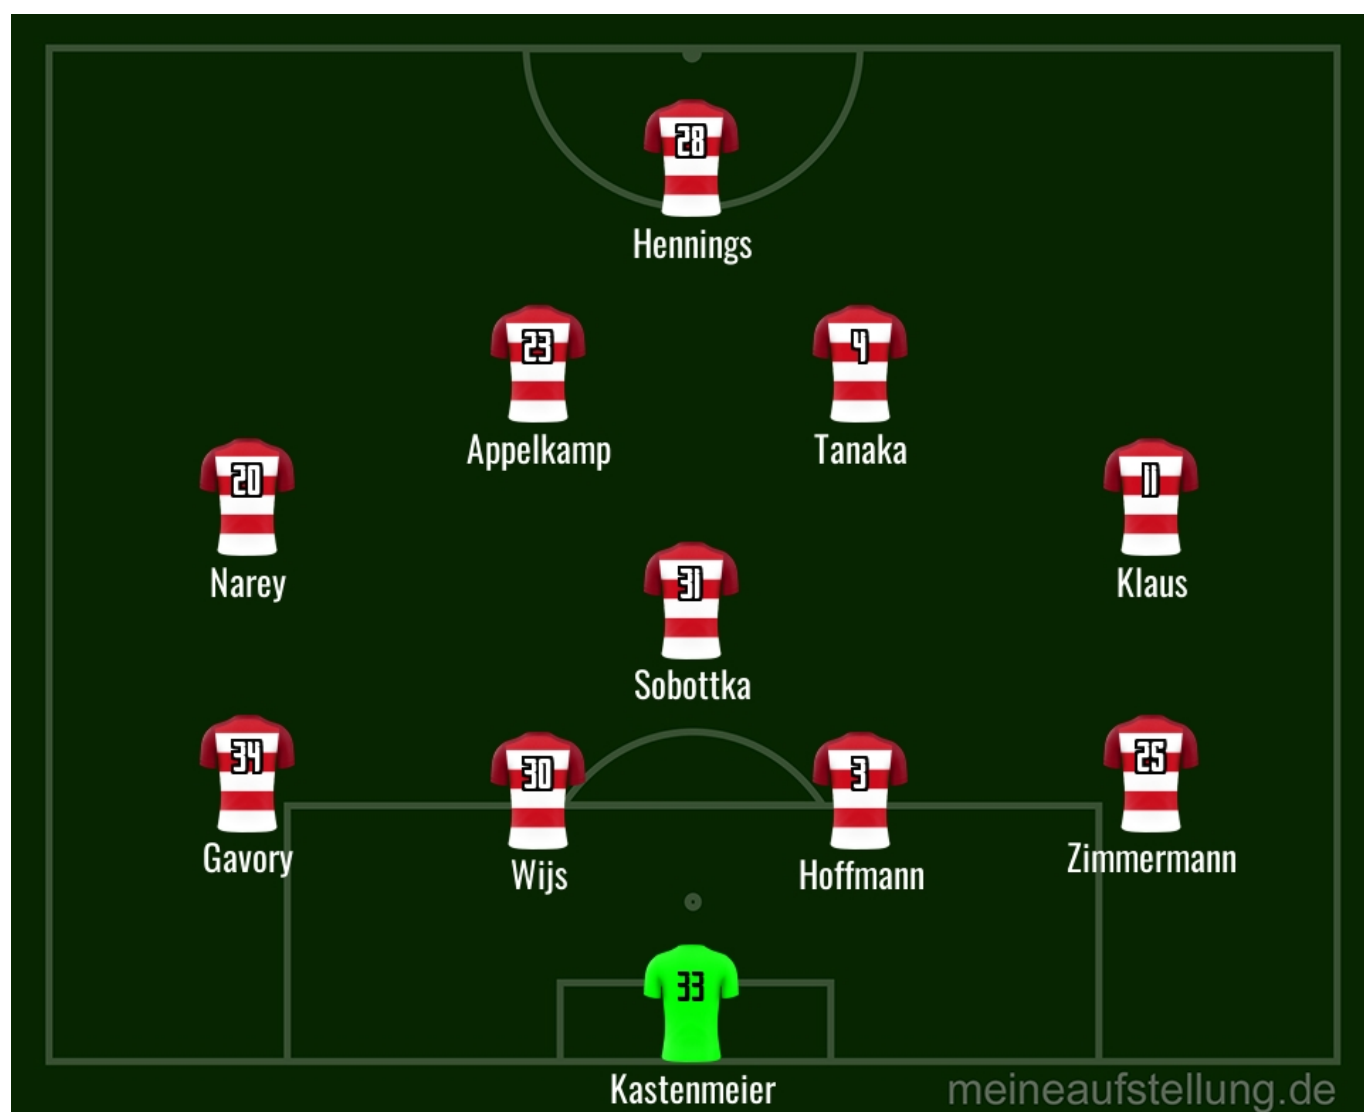 28
Hennings
23
Appelkamp
4
Tanaka
20
Narey
11
Klaus
31
Sobottka
34
Gavory
30
Wijs
3
Hoffmann
25
Zimmermann
33
Kastenmeier
meineaufstellung.de